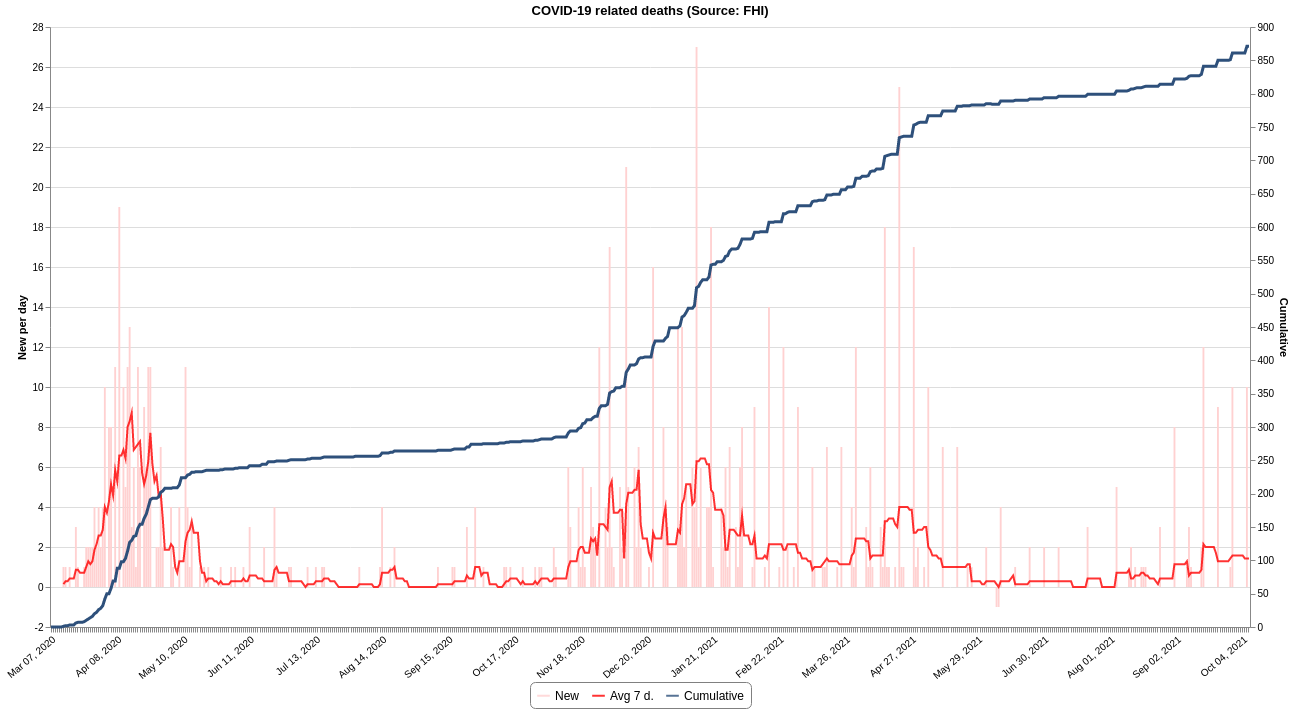 COVID-19 related deaths (Source: FHI)
28
26
24
22
20
18
16
14
12
10
8
6
4
2
0
-2
New per day
900
850
800
750
700
650
600
550
500
450
400
350
300
250
200
150
100
50
0
Cumulative
Mar 07, 2020
Apr 08, 2020
May 10, 2020
Jun 11, 2020
Jul 13, 2020
Aug 14, 2020
Sep 15, 2020
Oct 17, 2020
Nov 18, 2020
Dec 20, 2020
Jan 21, 2021
Feb 22, 2021
Mar 26, 2021
Apr 27, 2021
May 29, 2021
Jun 30, 2021
Aug 01, 2021
Sep 02, 2021
Oct 04, 2021
New Avg 7 d. Cumulative